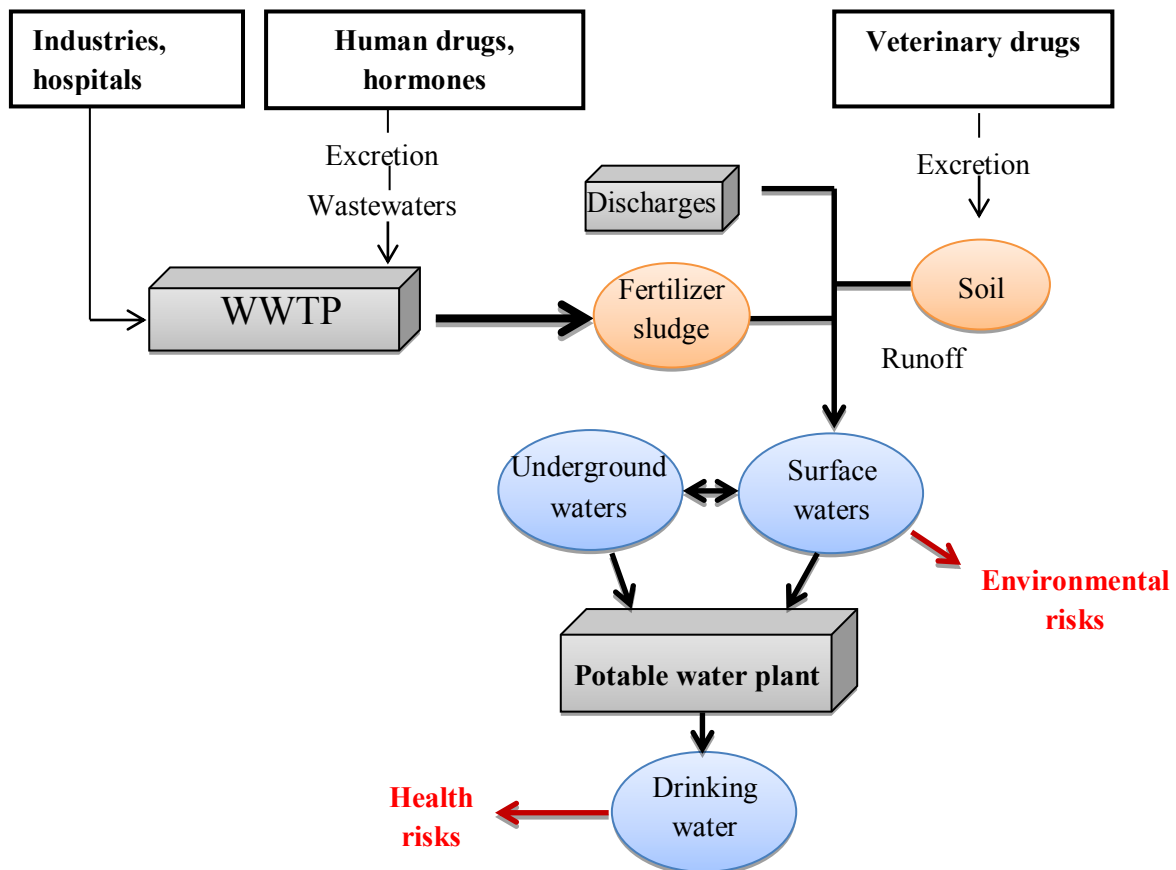 Industries,
hospitals
Human drugs,
hormones
Veterinary drugs
Excretion
Wastewaters
Excretion
Discharges
WWTP
Fertilizer
sludge
Soil
Runoff
Underground
waters
Surface
waters
Environmental
risks
Potable water plant
Health
risks
Drinking
water